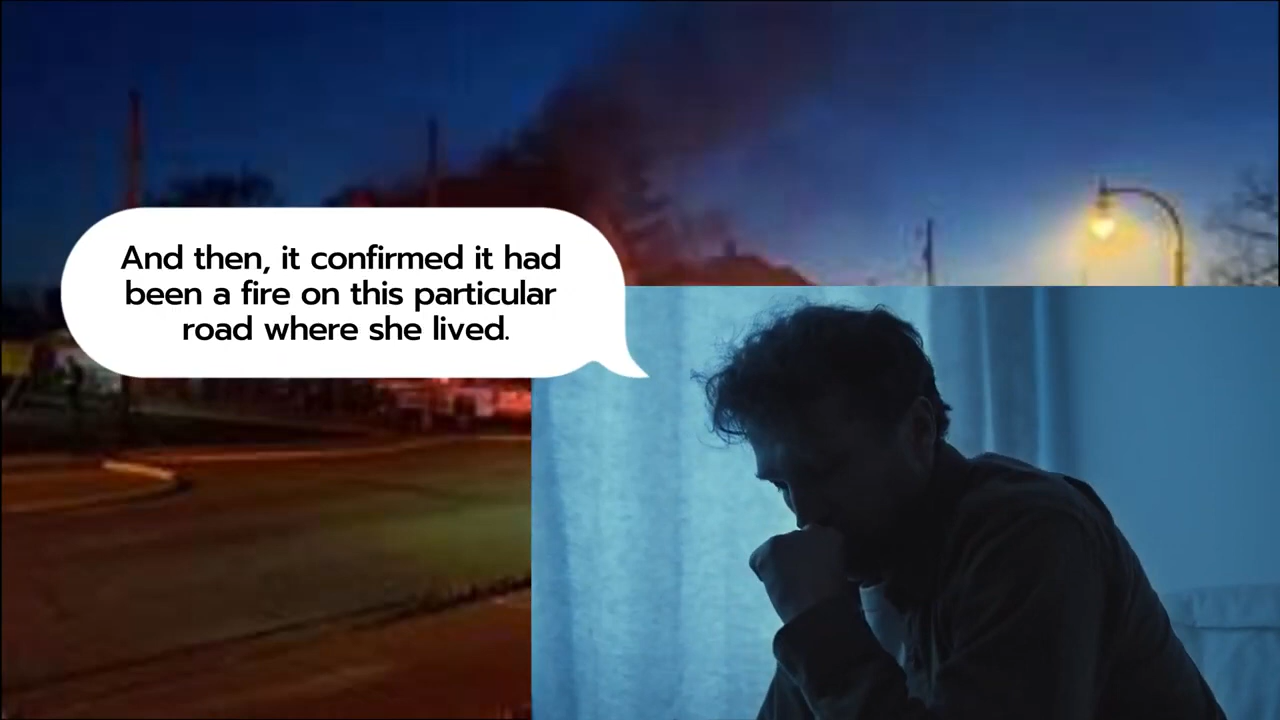 And then, it confirmed it had
been a fire on this particular
road where she lived.